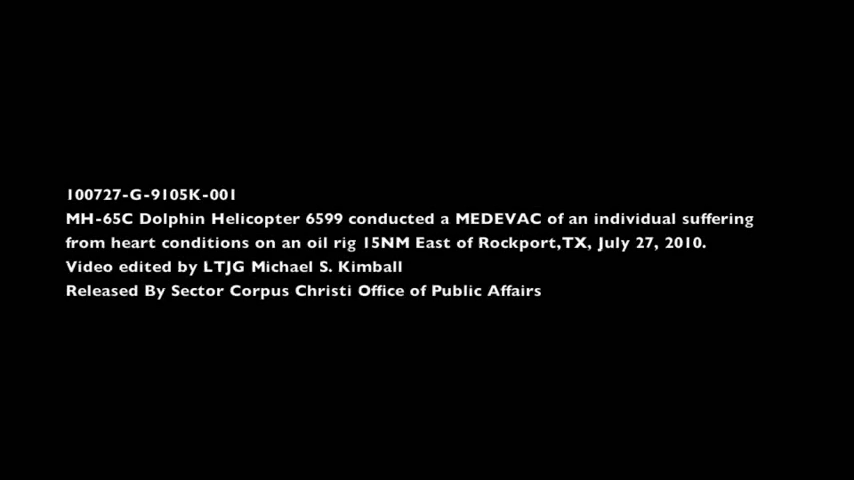 100727-G-9105K-001
MH-65C Dolphin Helicopter 6599 conducted a MEDEVAC of an individual suffering
from heart conditions on an oil rig 15NM East of Rockport,TX, July 27, 2010.
Video edited by LTJG Michael S. Kimball
Released By Sector Corpus Christi Office of Public Affairs